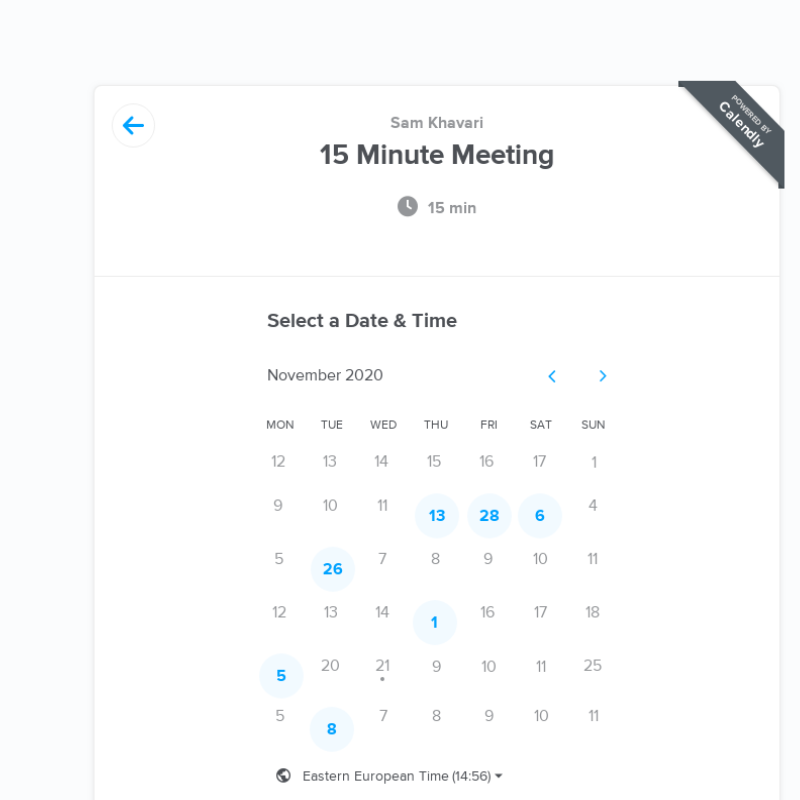 POWERED BY
Calendly
Sam Khavari
15 Minute Meeting
15 min
Select a Date & Time
November 2020
MON TUE WED THU FRI SAT SUN
12 13 14 15 16 17 1
9 10 11 13 28 6 4
5 26 7 8 9 10 11
12 13 14 1 16 17 18
5 20 21 9 10 11 25
5 8 7 8 9 10 11
Eastern European Time (14:56)